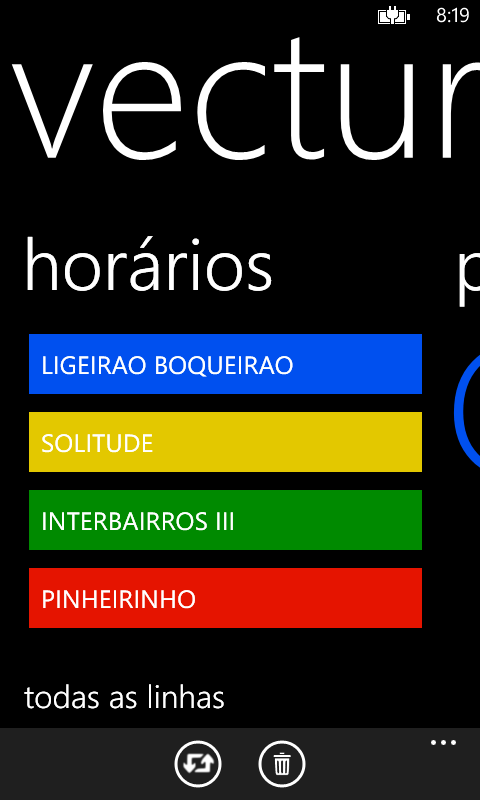 8:19
vectur
horários
p
LIGEIRAO BOQUEIRAO
SOLITUDE
INTERBAIRROS III
PINHEIRINHO
todas as linhas